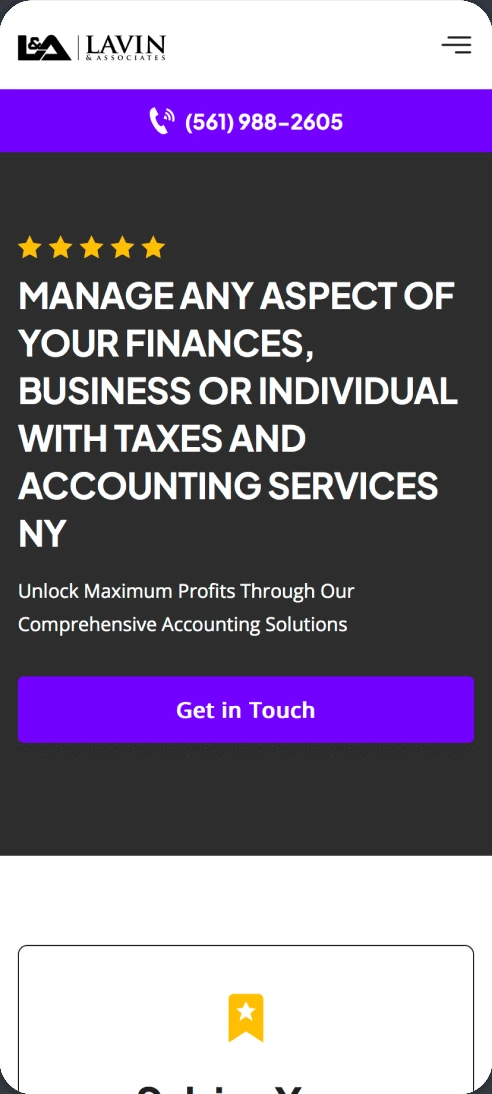 L&A LAVIN
& ASSOCIATES
(561) 988-2605
MANAGE ANY ASPECT OF
YOUR FINANCES,
BUSINESS OR INDIVIDUAL
WITH TAXES AND
ACCOUNTING SERVICES
NY
Unlock Maximum Profits Through Our
Comprehensive Accounting Solutions
Get in Touch